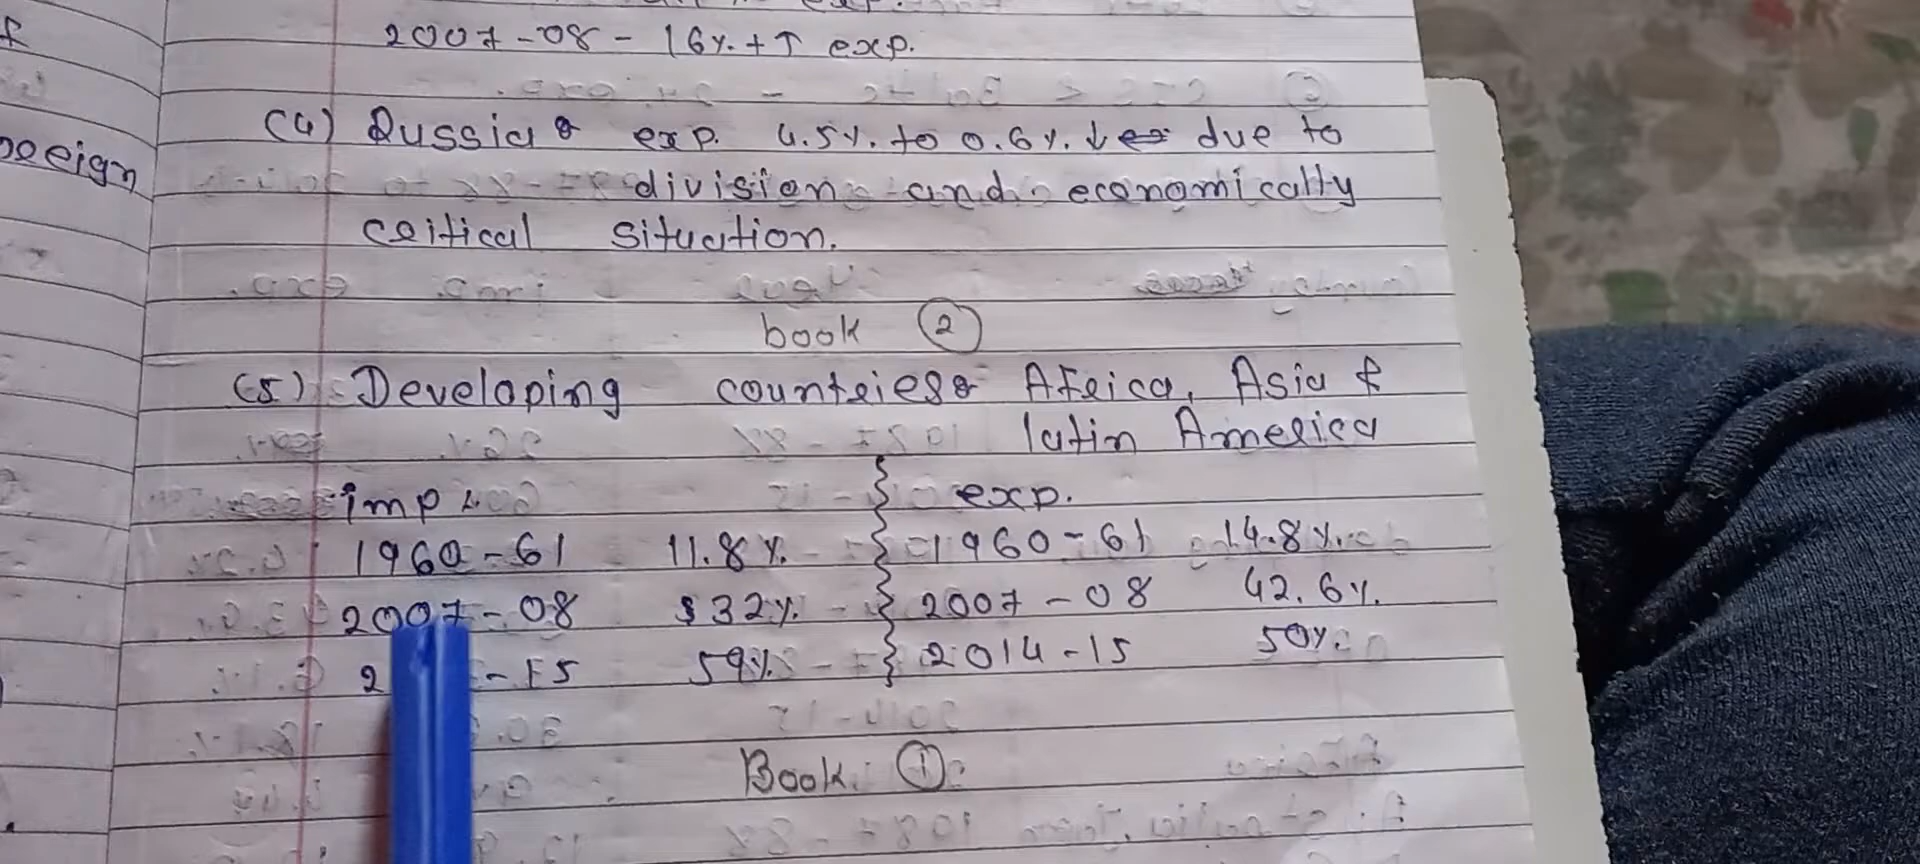 2007-08 - 16%. + ↑ exp.
(4) Russia exp. 4.5%. to 0.6%. ↓ due to
division and economically
critical situation.
book ②
(5) Developing countries Africa, Asia &
latin America
imp.
exp.
1960-61 11.8%.
1960-61 14.8%.
2007-08 $32%.
2007-08 42.6%.
2 -15 59%.
2014-15 50%.
Book ①